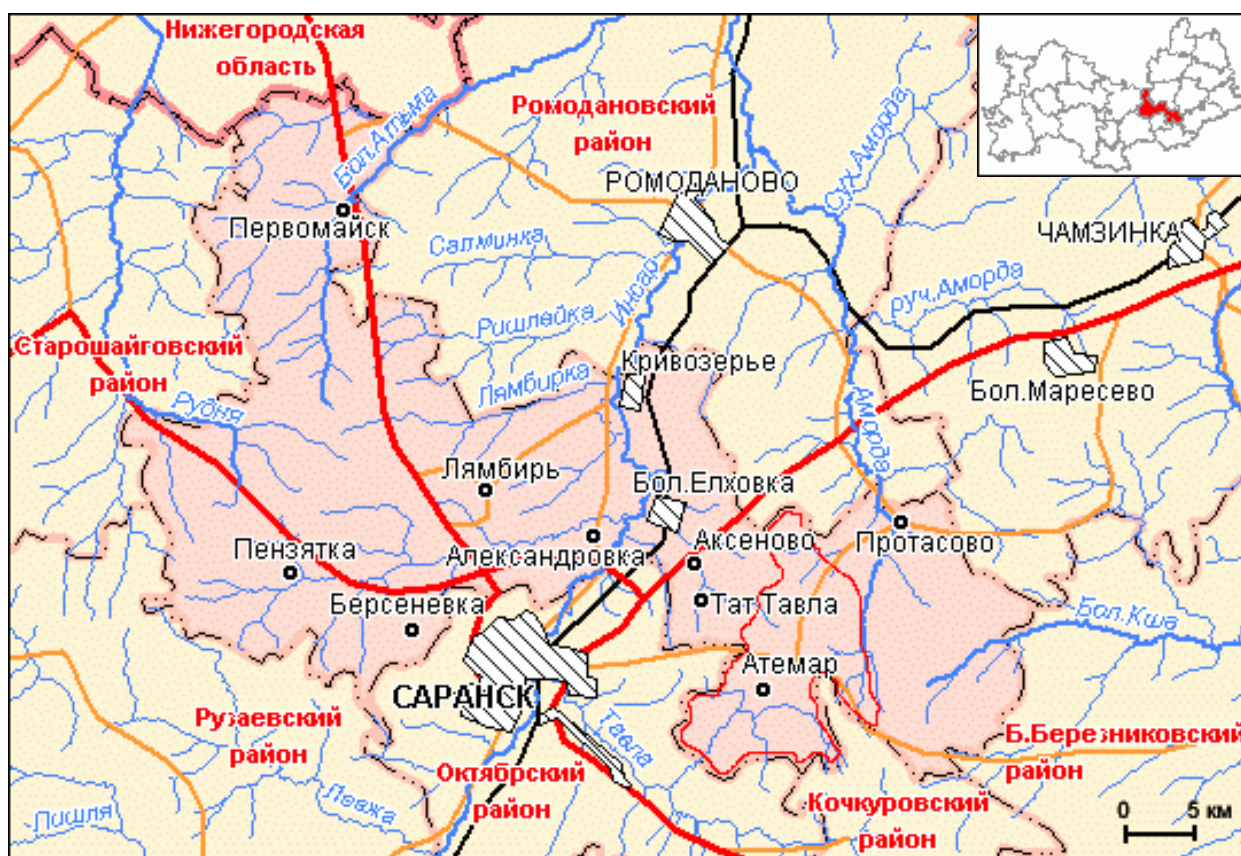 Нижегородская
область
Бол.Атьма
Ромодановский
район
Сух.Аморда
РОМОДАНОВО
Первомайск
Салминка
ЧАМЗИНКА
Инсар
руч.Аморда
Ришледка
Старошайговский
район
Кривозерье
Лямбирка
Бол.Маресево
Рудня
Аморда
Лямбирь
Бол.Елховка
Пензятка
Александровка
Аксеново
Протасово
Берсеневка
Тат.Тавла
Бол.Кша
Атемар
САРАНСК
Рузаевский
район
Тавла
Б.Березниковский
район
Октябрский
район
Левжа
Пишля
Кочкуровский
район
0 5 км